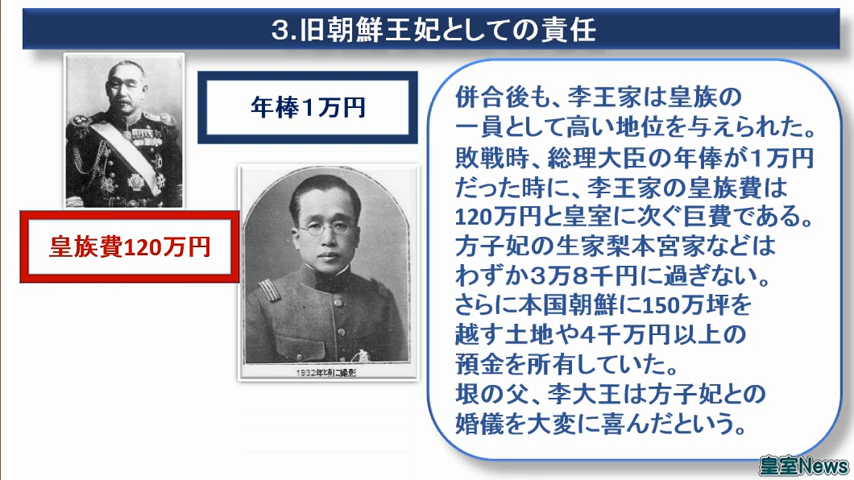 3.旧朝鮮王妃としての責任
年棒1万円
皇族費120万円
1932年頃に撮影
併合後も、李王家は皇族の
一員として高い地位を与えられた。
敗戦時、総理大臣の年俸が1万円
だった時に、李王家の皇族費は
120万円と皇室に次ぐ巨費である。
方子妃の生家梨本宮家などは
わずか3万8千円に過ぎない。
さらに本国朝鮮に150万坪を
越す土地や4千万円以上の
預金を所有していた。
垠の父、李大王は方子妃との
婚儀を大変に喜んだという。
皇室News